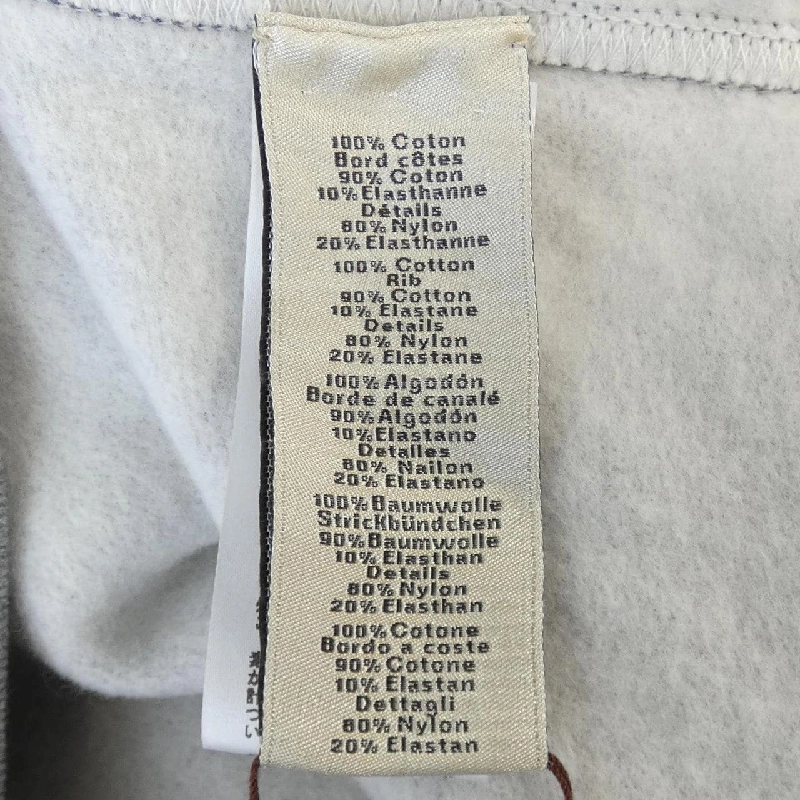 100% Coton
Bord côtes
90% Coton
10% Elasthanne
Détails
80% Nylon
20% Elasthanne
100% Cotton
Rib
90% Cotton
10% Elastane
Details
80% Nylon
20% Elastane
100% Algodón
Borde de canalé
90% Algodón
10% Elastano
Detalles
80% Nailon
20% Elastano
100% Baumwolle
Strickbündchen
90% Baumwolle
10% Elasthan
Details
80% Nylon
20% Elasthan
100% Cotone
Bordo a coste
90% Cotone
10% Elastan
Dettagli
80% Nylon
20% Elastan